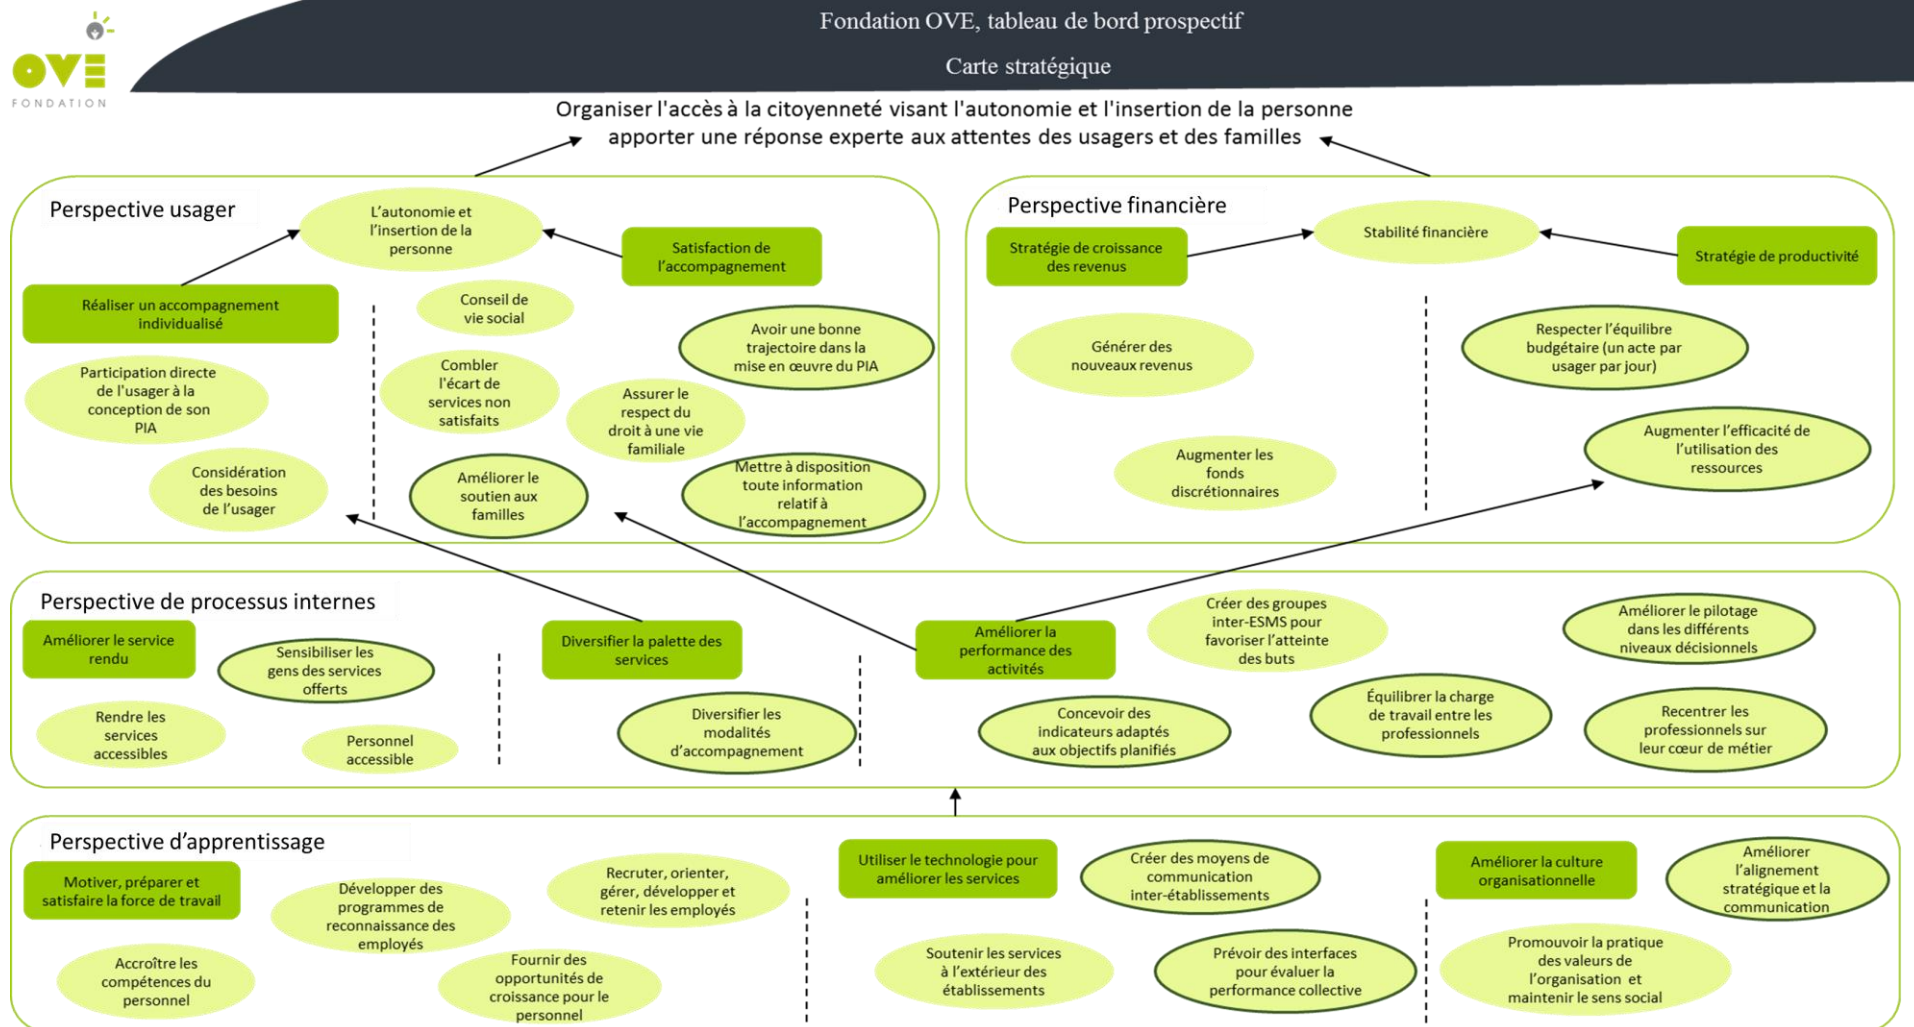 OVE
FONDATION
Fondation OVE, tableau de bord prospectif
Carte stratégique
Organiser l'accès à la citoyenneté visant l'autonomie et l'insertion de la personne
apporter une réponse experte aux attentes des usagers et des familles
Perspective usager
L'autonomie et
l'insertion de la
personne
Satisfaction de
l'accompagnement
Réaliser un accompagnement
individualisé
Conseil de
vie social
Avoir une bonne
trajectoire dans la
mise en œuvre du PIA
Participation directe
de l'usager à la
conception de son
PIA
Combler
l'écart de
services non
satisfaits
Assurer le
respect du
droit à une vie
familiale
Considération
des besoins
de l'usager
Améliorer le
soutien aux
familles
Mettre à disposition
toute information
relatif à
l'accompagnement
Perspective financière
Stabilité financière
Stratégie de croissance
des revenus
Stratégie de productivité
Générer des
nouveaux revenus
Respecter l'équilibre
budgétaire (un acte par
usager par jour)
Augmenter les
fonds
discrétionnaires
Augmenter l'efficacité de
l'utilisation des
ressources
Perspective de processus internes
Améliorer le service
rendu
Sensibiliser les
gens des services
offerts
Rendre les
services
accessibles
Personnel
accessible
Diversifier la palette des
services
Diversifier les
modalités
d'accompagnement
Améliorer la
performance des
activités
Créer des groupes
inter-ESMS pour
favoriser l'atteinte
des buts
Améliorer le pilotage
dans les différents
niveaux décisionnels
Concevoir des
indicateurs adaptés
aux objectifs planifiés
Équilibrer la charge
de travail entre les
professionnels
Recentrer les
professionnels sur
leur cœur de métier
Perspective d'apprentissage
Motiver, préparer et
satisfaire la force de travail
Développer des
programmes de
reconnaissance des
employés
Recruter, orienter,
gérer, développer et
retenir les employés
Accroître les
compétences du
personnel
Fournir des
opportunités de
croissance pour le
personnel
Utiliser le technologie pour
améliorer les services
Créer des moyens de
communication
inter-établissements
Soutenir les services
à l'extérieur des
établissements
Prévoir des interfaces
pour évaluer la
performance collective
Améliorer la culture
organisationnelle
Améliorer
l'alignement
stratégique et la
communication
Promouvoir la pratique
des valeurs de
l'organisation et
maintenir le sens social